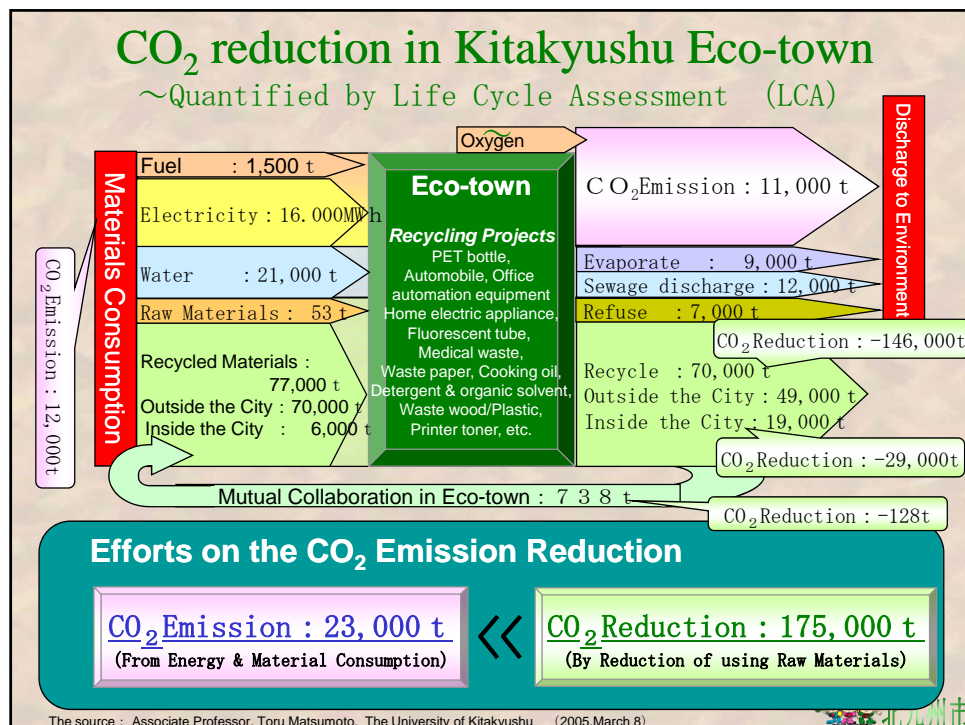 CO₂ reduction in Kitakyushu Eco-town
～Quantified by Life Cycle Assessment (LCA)～
Materials Consumption
CO₂Emission：12,000t
Fuel : 1,500 t
Electricity：16.000MWh
Water ：21,000 t
Raw Materials： 53 t
Recycled Materials：
77,000 t
Outside the City：70,000 t
Inside the City ： 6,000 t
Oxygen
Eco-town
Recycling Projects
PET bottle,
Automobile, Office
automation equipment
Home electric appliance,
Fluorescent tube,
Medical waste,
Waste paper, Cooking oil,
Detergent & organic solvent,
Waste wood/Plastic,
Printer toner, etc.
Discharge to Environment
ＣＯ₂Emission：11,000 t
Evaporate ： 9,000 t
Sewage discharge：12,000 t
Refuse ：7,000 t
CO₂Reduction：-146,000t
Recycle ：70,000 t
Outside the City：49,000 t
Inside the City：19,000 t
CO₂Reduction：-29,000t
Mutual Collaboration in Eco-town：７３８ t
CO₂Reduction：-128t
Efforts on the CO₂ Emission Reduction
CO₂Emission：23,000 t
(From Energy & Material Consumption)
≪
CO₂Reduction：175,000 t
(By Reduction of using Raw Materials)
The source： Associate Professor, Toru Matsumoto, The University of Kitakyushu （2005.March 8）
北九州市